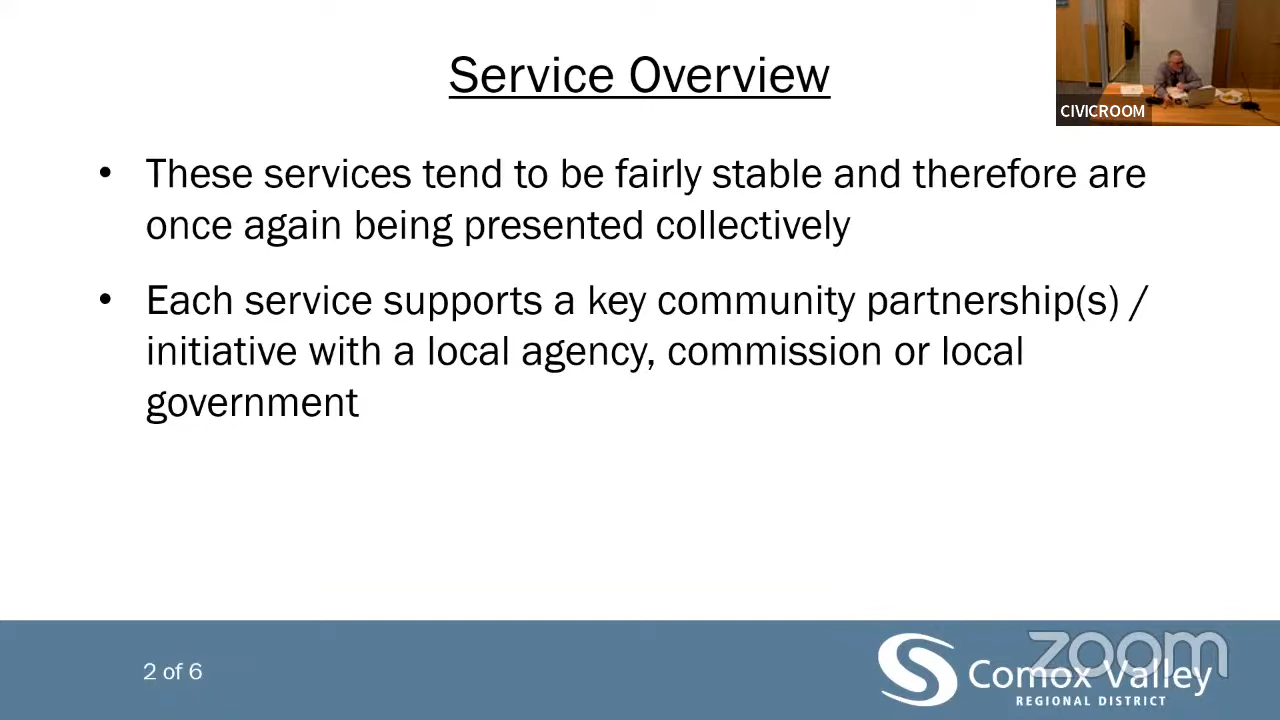 Service Overview
CIVICROOM
• These services tend to be fairly stable and therefore are
once again being presented collectively
• Each service supports a key community partnership(s) /
initiative with a local agency, commission or local
government
2 of 6
zoom
Comox Valley
REGIONAL DISTRICT